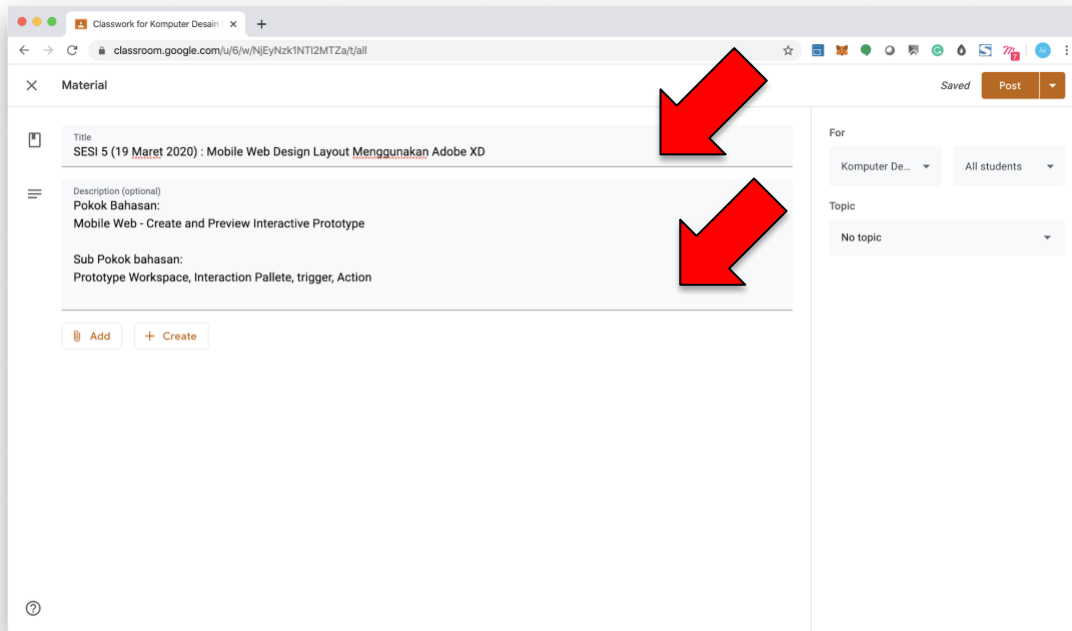 Classwork for Komputer Desain
classroom.google.com/u/6/w/NjEyNzk1NTI2MTZa/t/all
7
Material
Saved
Post
Title
SESI 5 (19 Maret 2020) : Mobile Web Design Layout Menggunakan Adobe XD
Description (optional)
Pokok Bahasan:
Mobile Web - Create and Preview Interactive Prototype
Sub Pokok bahasan:
Prototype Workspace, Interaction Pallete, trigger, Action
Add
Create
For
Komputer De...
All students
Topic
No topic